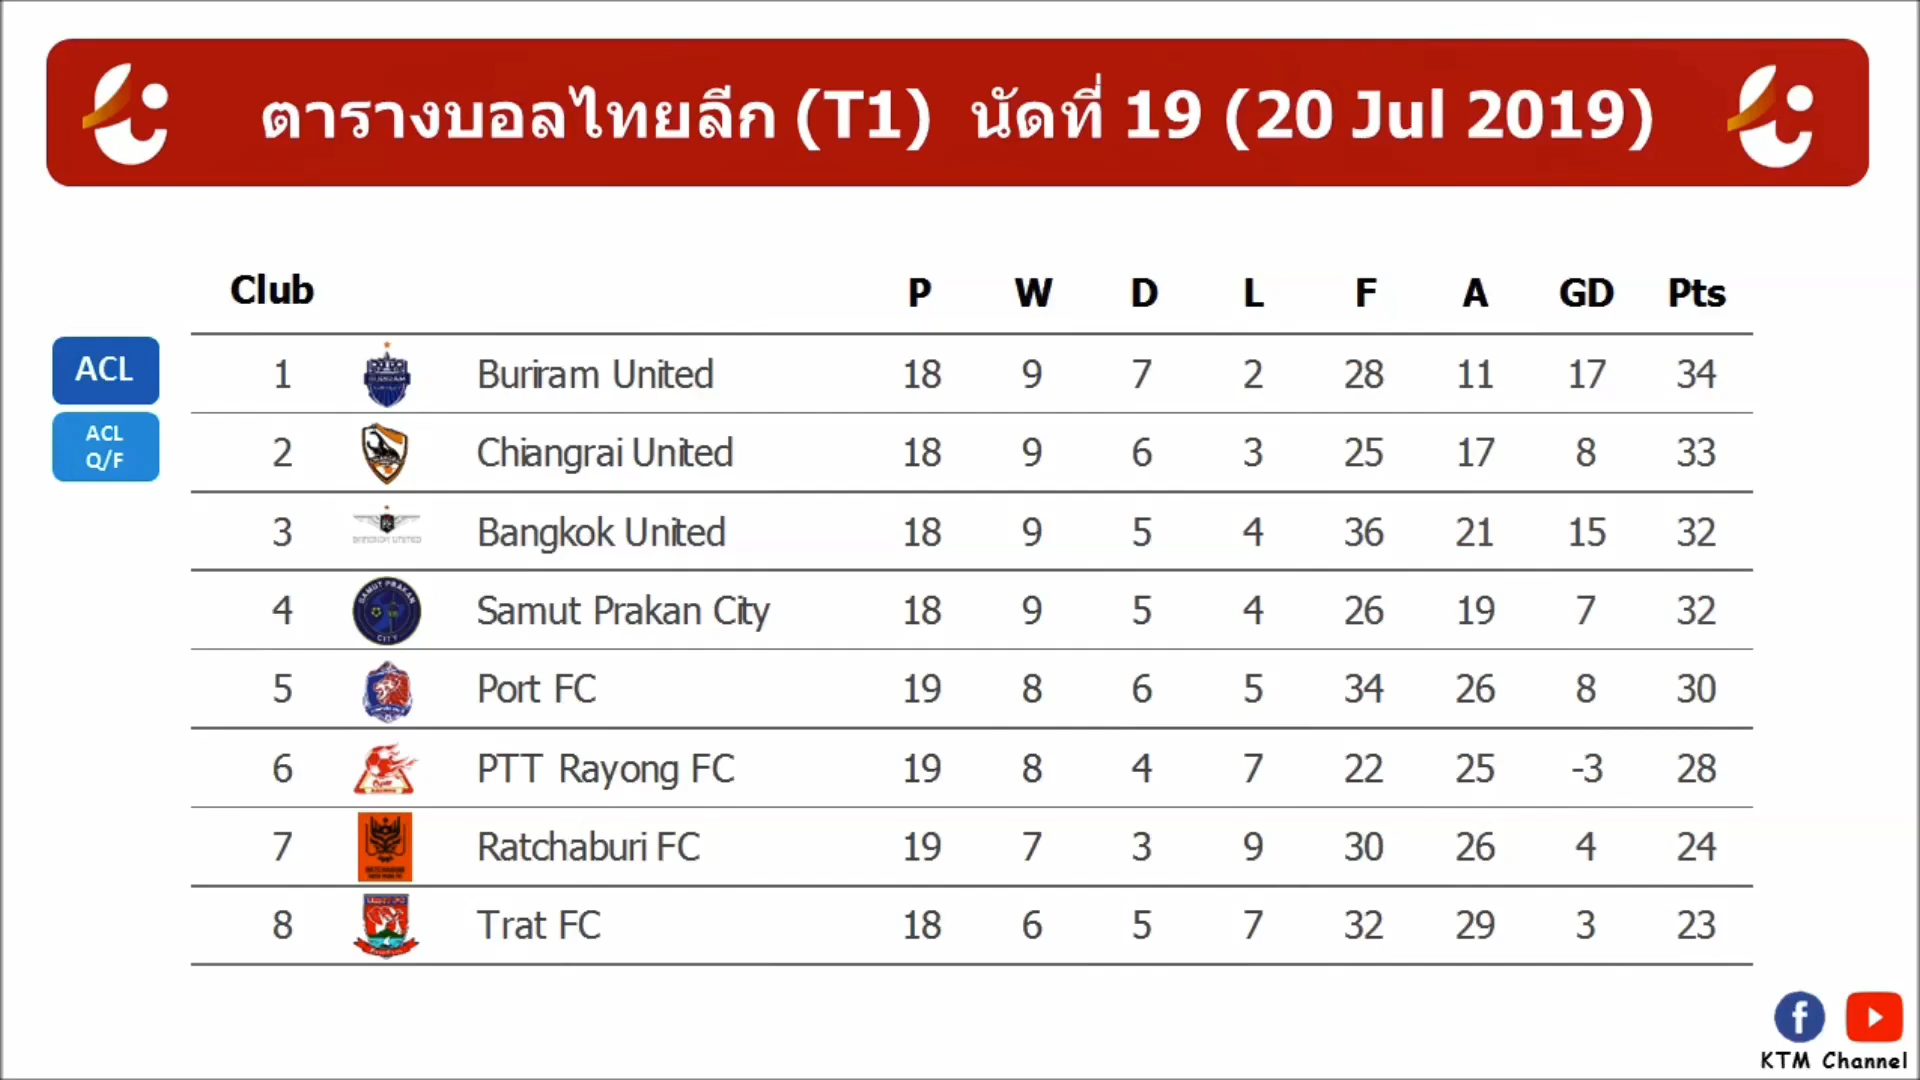 ตารางบอลไทยลีก (T1) นัดที่ 19 (20 Jul 2019)
Club P W D L F A GD Pts
ACL 1 Buriram United 18 9 7 2 28 11 17 34
ACL Q/F 2 Chiangrai United 18 9 6 3 25 17 8 33
3 BANGKOK UNITED Bangkok United 18 9 5 4 36 21 15 32
4 SAMUT PRAKAN CITY Samut Prakan City 18 9 5 4 26 19 7 32
5 Port FC 19 8 6 5 34 26 8 30
6 PTT Rayong FC 19 8 4 7 22 25 -3 28
7 Ratchaburi FC 19 7 3 9 30 26 4 24
8 Trat FC 18 6 5 7 32 29 3 23
KTM Channel